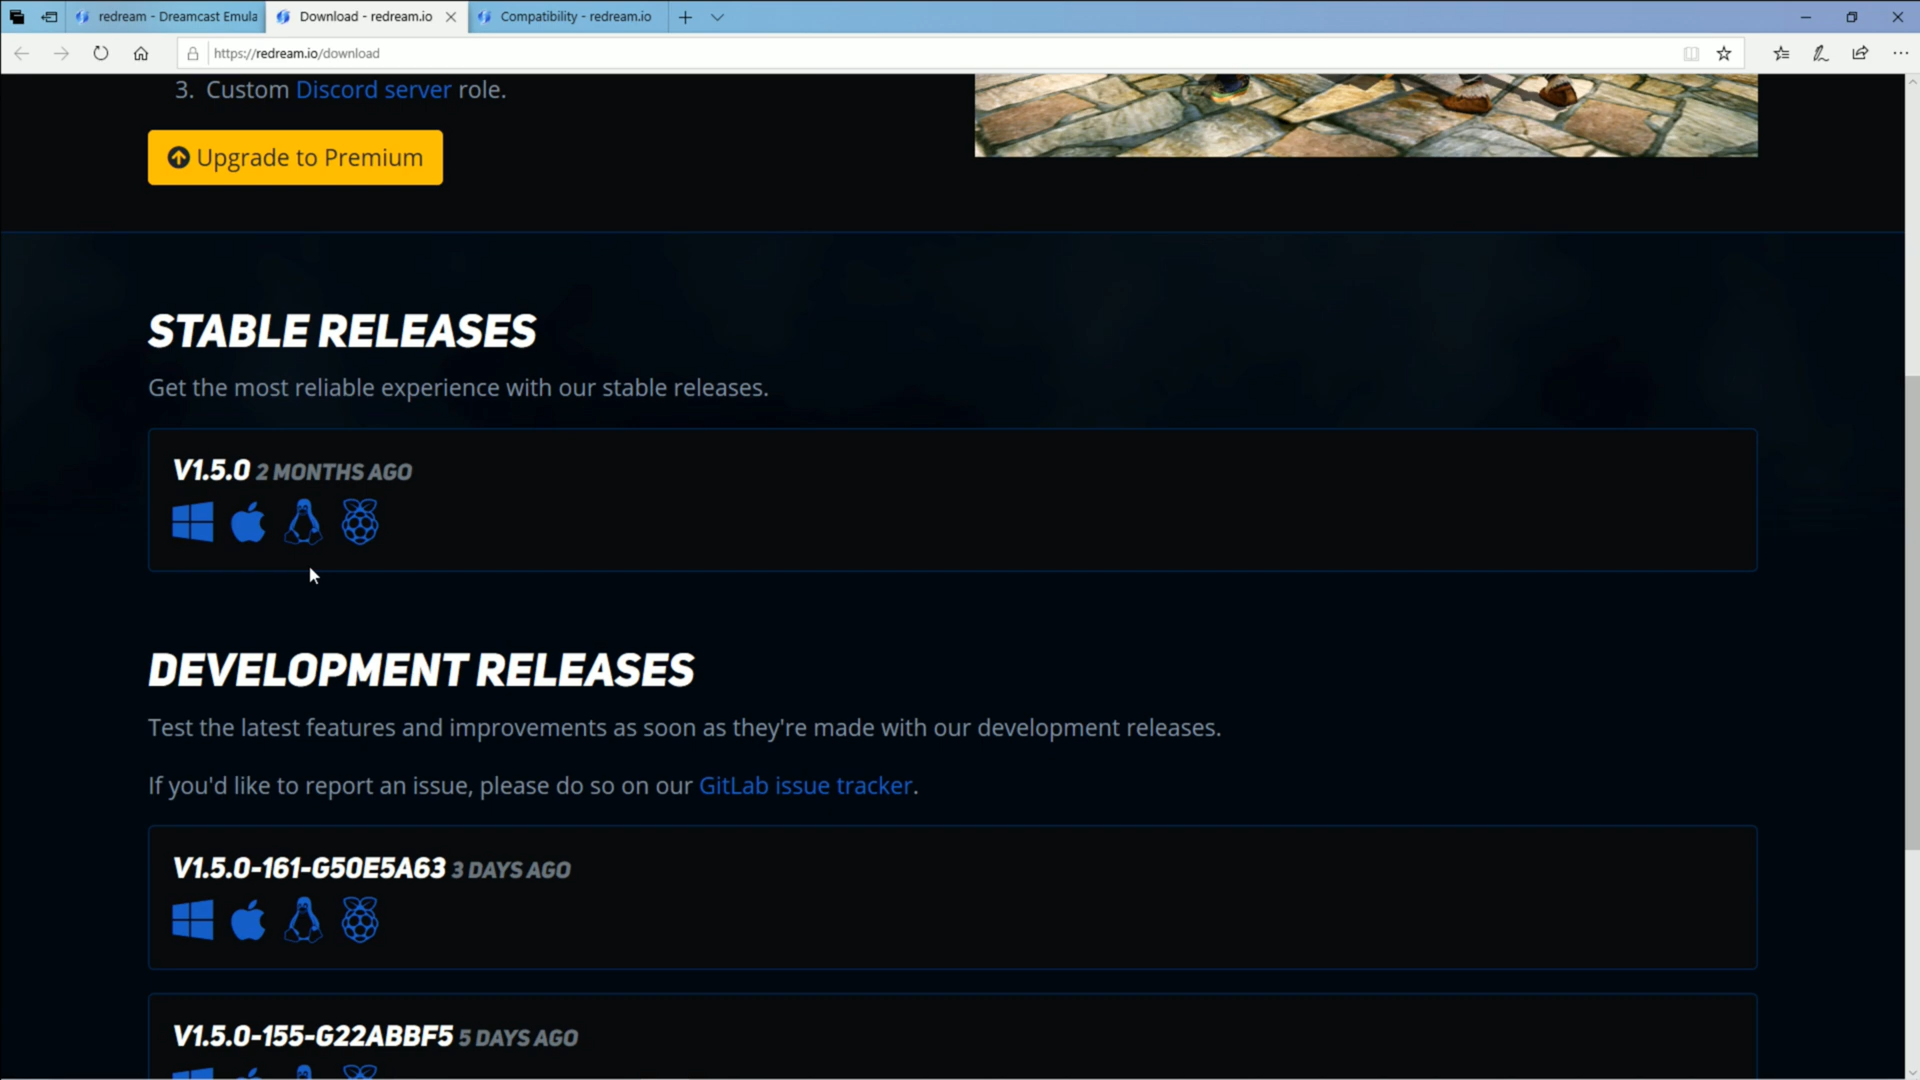 redream - Dreamcast Emula
Download - redream.io
Compatibility - redream.io
https://redream.io/download
3. Custom Discord server role.
Upgrade to Premium
STABLE RELEASES
Get the most reliable experience with our stable releases.
V1.5.0 2 MONTHS AGO
DEVELOPMENT RELEASES
Test the latest features and improvements as soon as they're made with our development releases.
If you'd like to report an issue, please do so on our GitLab issue tracker.
V1.5.0-161-G50E5A63 3 DAYS AGO
V1.5.0-155-G22ABBF5 5 DAYS AGO